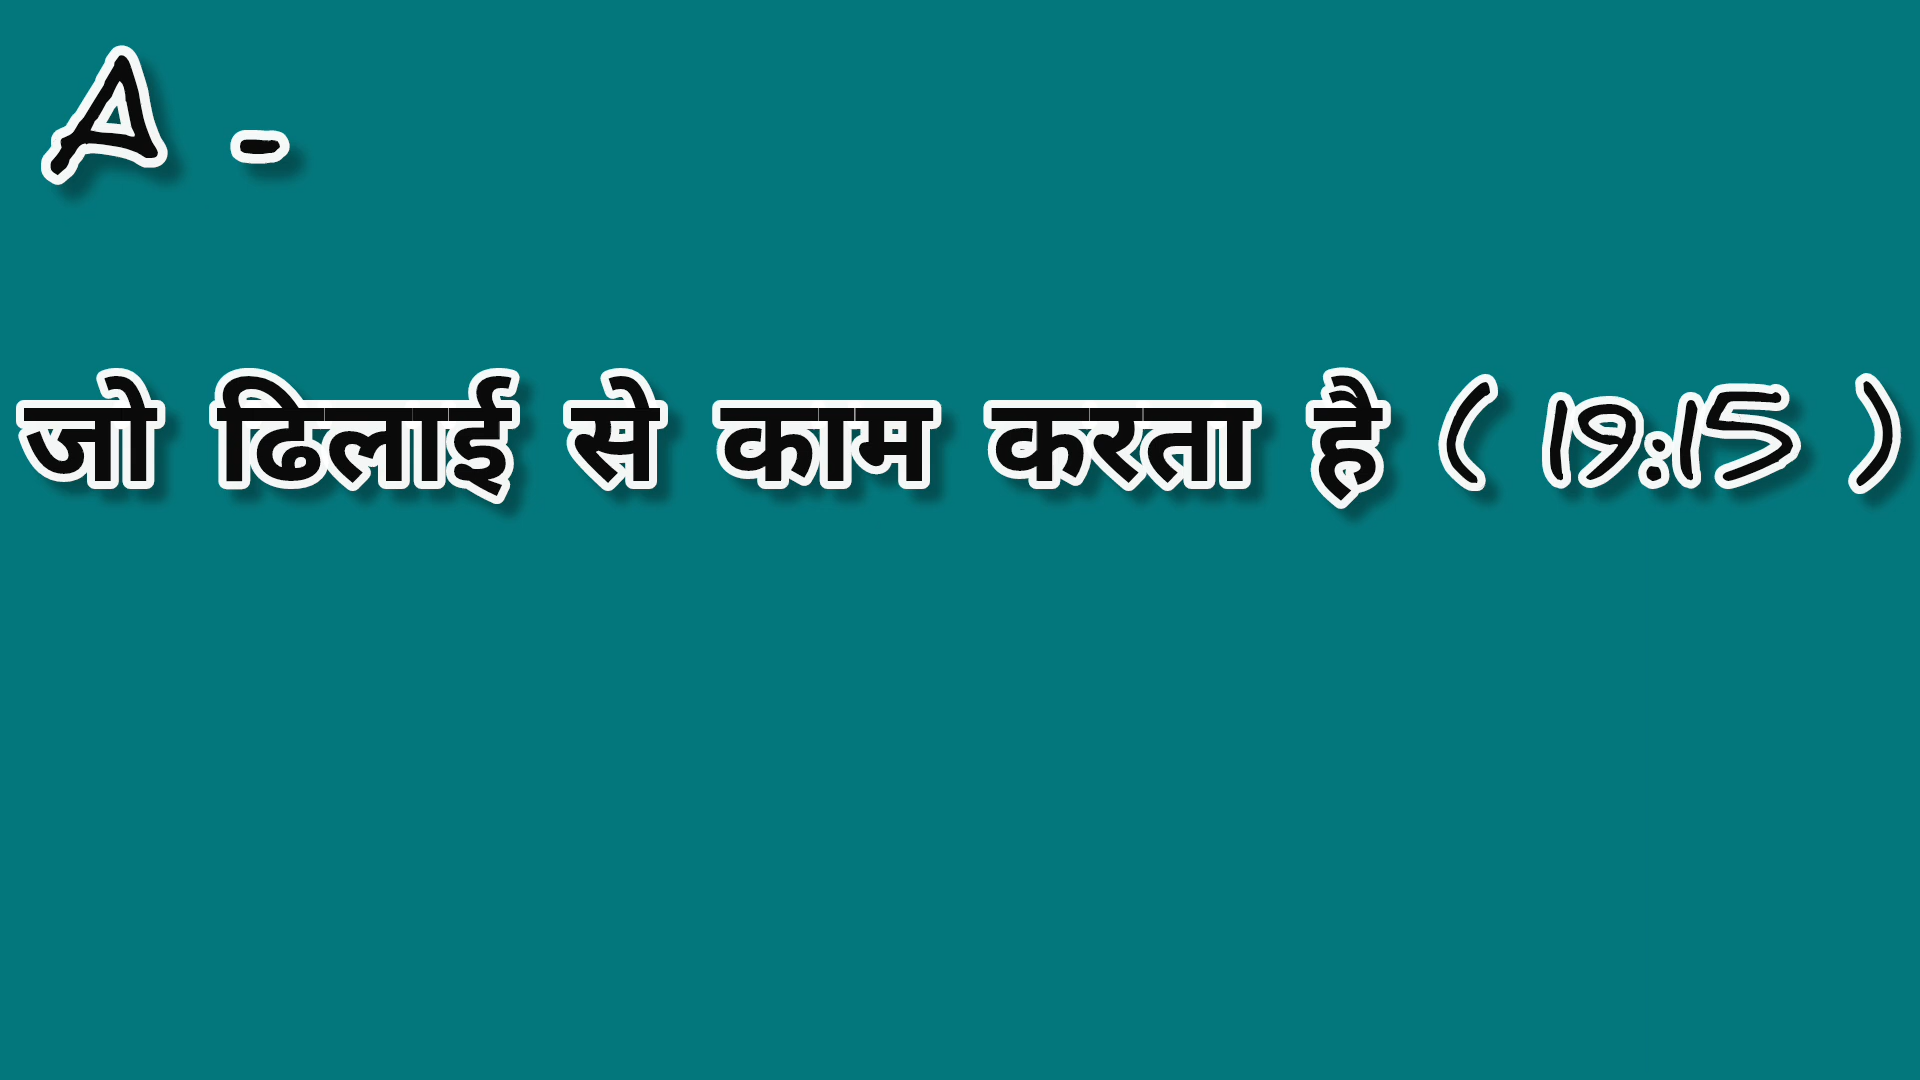 A -
जो ढिलाई से काम करता है ( 19:15 )